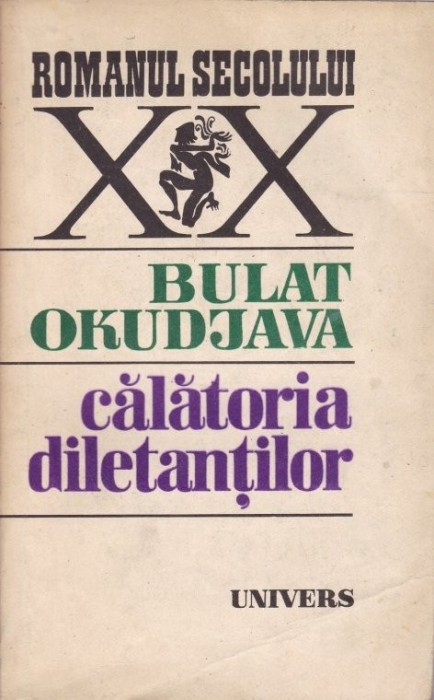 ROMANUL SECOLULUI
XX
BULAT
OKUDJAVA
călătoria
diletanților
UNIVERS